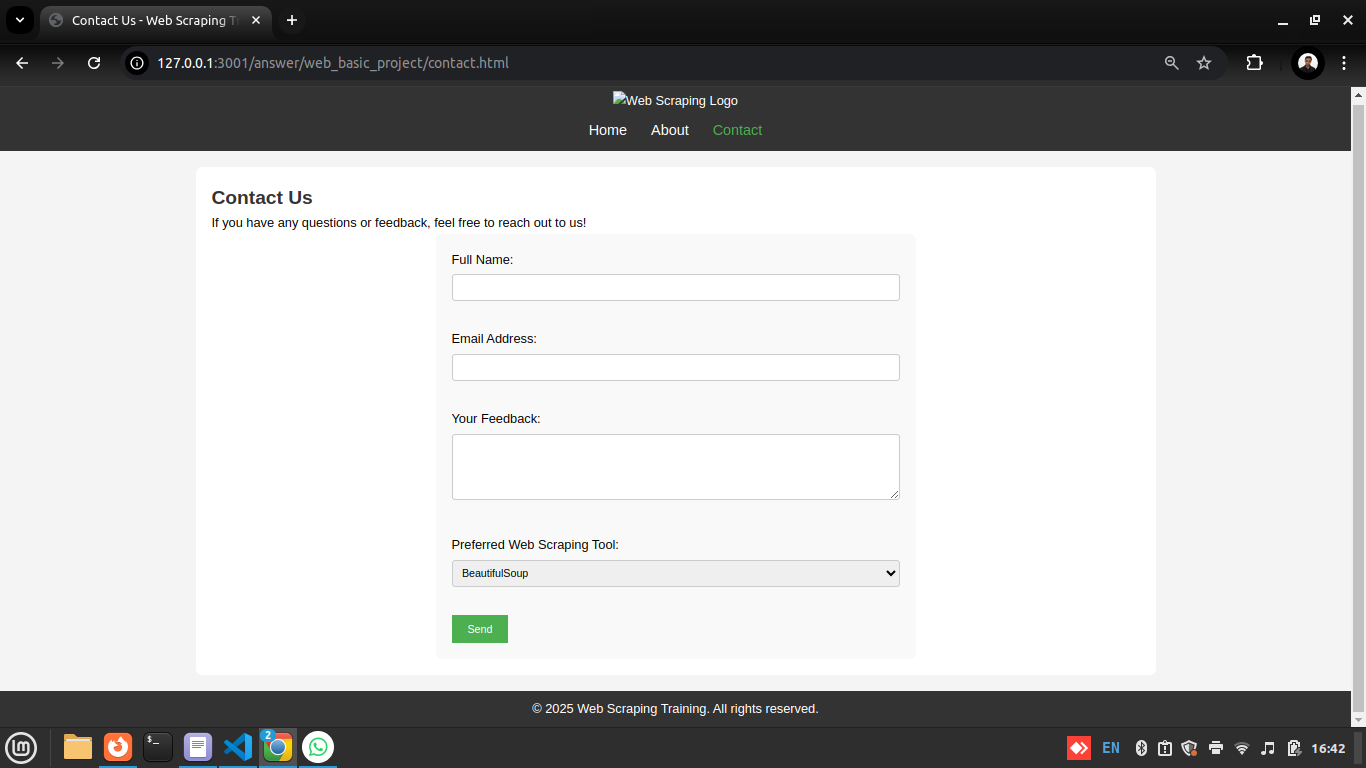 Contact Us - Web Scraping T
127.0.0.1:3001/answer/web_basic_project/contact.html
Web Scraping Logo
Home About Contact
Contact Us
If you have any questions or feedback, feel free to reach out to us!
Full Name:
Email Address:
Your Feedback:
Preferred Web Scraping Tool:
BeautifulSoup
Send
© 2025 Web Scraping Training. All rights reserved.
$_
2
EN
16:42